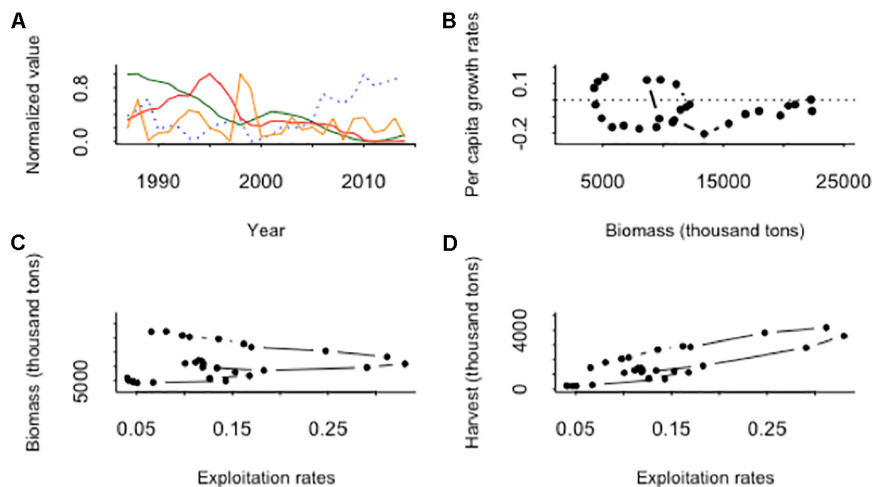 A
Normalized value
0.8
0.0
1990 2000 2010
Year
B
Per capita growth rates
0.1
-0.2
5000 15000 25000
Biomass (thousand tons)
C
Biomass (thousand tons)
5000
0.05 0.15 0.25
Exploitation rates
D
Harvest (thousand tons)
4000
0
0.05 0.15 0.25
Exploitation rates